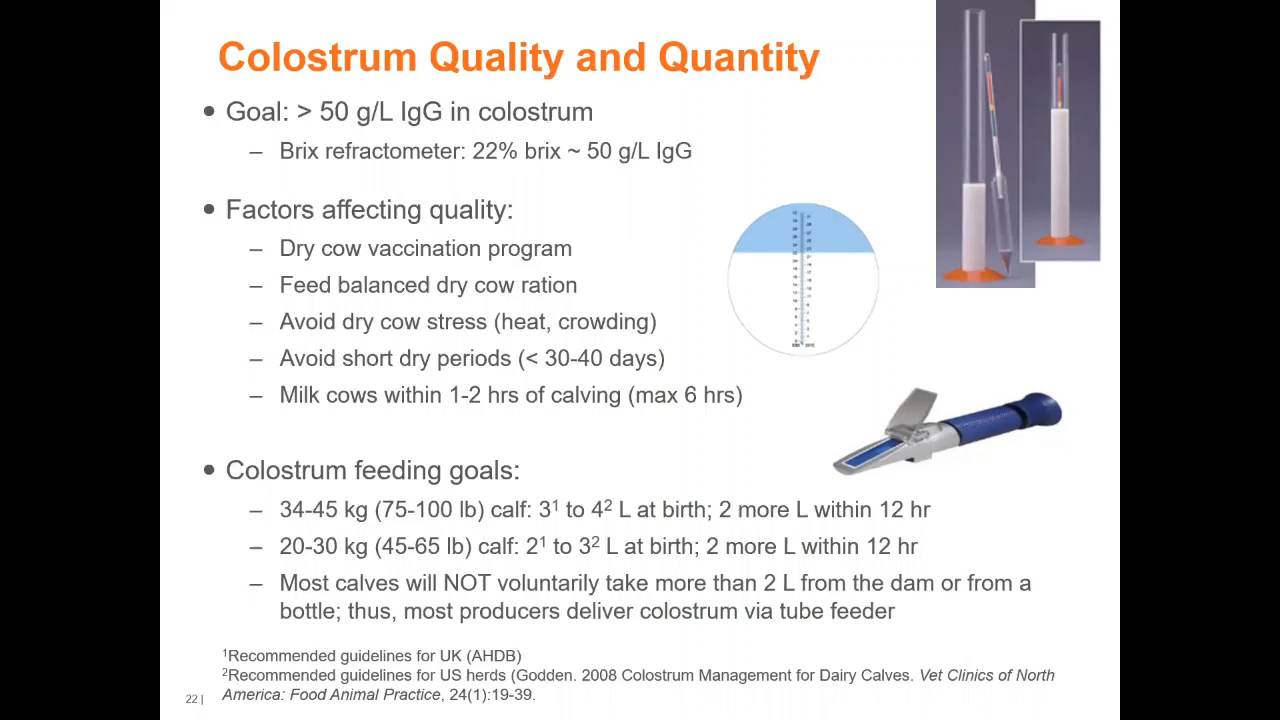 Colostrum Quality and Quantity
• Goal: > 50 g/L IgG in colostrum
– Brix refractometer: 22% brix ~ 50 g/L IgG
• Factors affecting quality:
– Dry cow vaccination program
– Feed balanced dry cow ration
– Avoid dry cow stress (heat, crowding)
– Avoid short dry periods (< 30-40 days)
– Milk cows within 1-2 hrs of calving (max 6 hrs)
• Colostrum feeding goals:
– 34-45 kg (75-100 lb) calf: 3¹ to 4² L at birth; 2 more L within 12 hr
– 20-30 kg (45-65 lb) calf: 2¹ to 3² L at birth; 2 more L within 12 hr
– Most calves will NOT voluntarily take more than 2 L from the dam or from a
bottle; thus, most producers deliver colostrum via tube feeder
¹Recommended guidelines for UK (AHDB)
²Recommended guidelines for US herds (Godden. 2008 Colostrum Management for Dairy Calves. Vet Clinics of North
America: Food Animal Practice, 24(1):19-39.
22 |